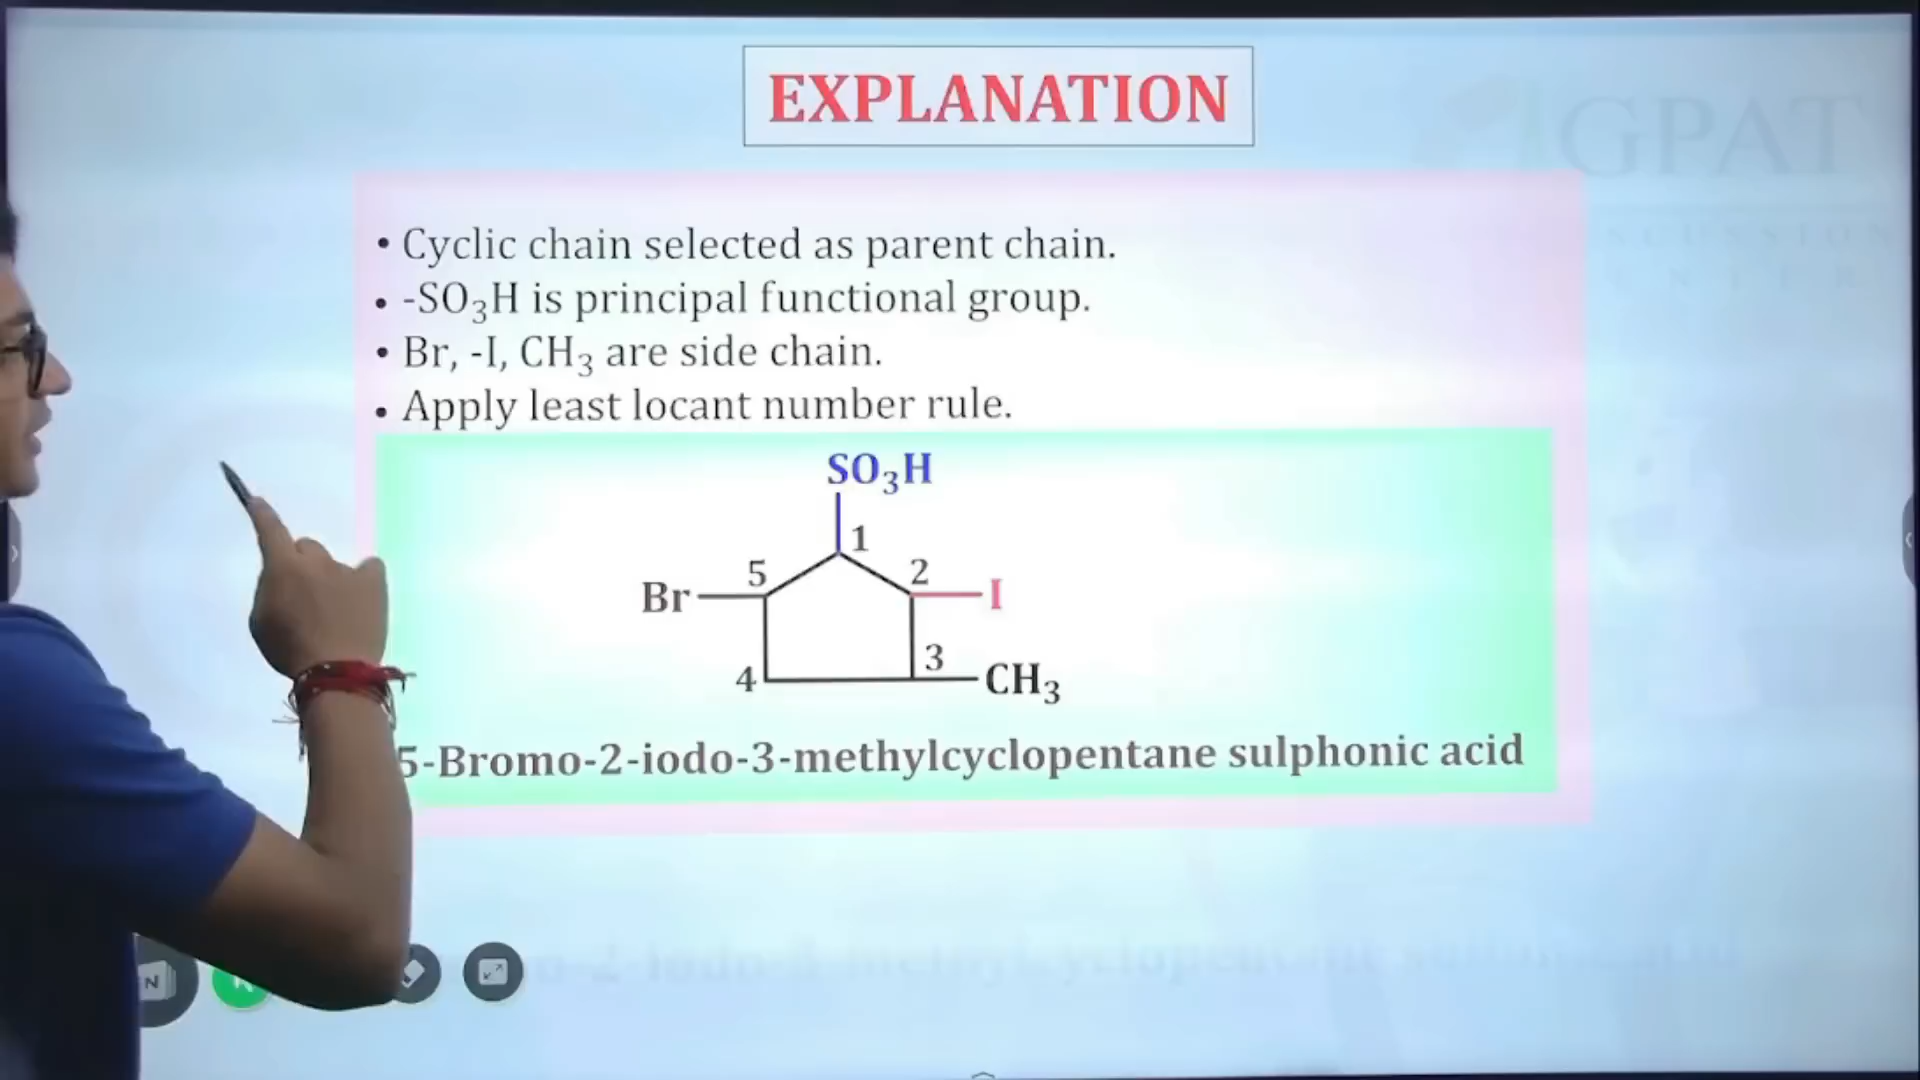 EXPLANATION
GPAT
• Cyclic chain selected as parent chain.
• -SO₃H is principal functional group.
• Br, -I, CH₃ are side chain.
• Apply least locant number rule.
SO₃H
1
5
2
Br
I
3
4
CH₃
5-Bromo-2-iodo-3-methylcyclopentane sulphonic acid
N